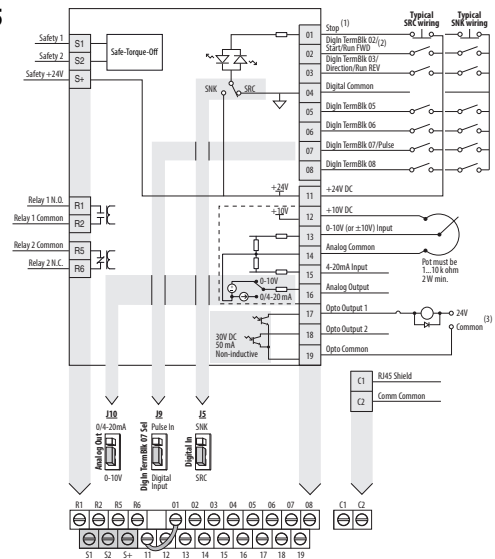 Typical SRC wiring
Typical SNK wiring
Safety 1
S1
Safety 2
S2
Safety +24V
S+
Safe-Torque-Off
SNK
SRC
01
Stop (1)
02
DigIn TermBlk 02/
Start/Run FWD (2)
03
DigIn TermBlk 03/
Direction/Run REV
04
Digital Common
05
DigIn TermBlk 05
06
DigIn TermBlk 06
07
DigIn TermBlk 07/Pulse
08
DigIn TermBlk 08
+24V
11
+24V DC
+10V
12
+10V DC
13
0-10V (or ±10V) Input
14
Analog Common
15
4-20mA Input
16
Analog Output
17
Opto Output 1
18
Opto Output 2
19
Opto Common
Pot must be
1...10 k ohm
2 W min.
24V
Common
(3)
Relay 1 N.O.
R1
Relay 1 Common
R2
Relay 2 Common
R5
Relay 2 N.C.
R6
0-10V
0/4-20 mA
30V DC
50 mA
Non-inductive
C1
RJ45 Shield
C2
Comm Common
J10
0/4-20mA
Analog Out
0-10V
J9
Pulse In
DigIn TermBlk 07 Sel
Digital
Input
J5
SNK
Digital In
SRC
R1 R2 R5 R6 01 02 03 04 05 06 07 08
C1 C2
S1 S2 S+ 11 12 13 14 15 16 17 18 19